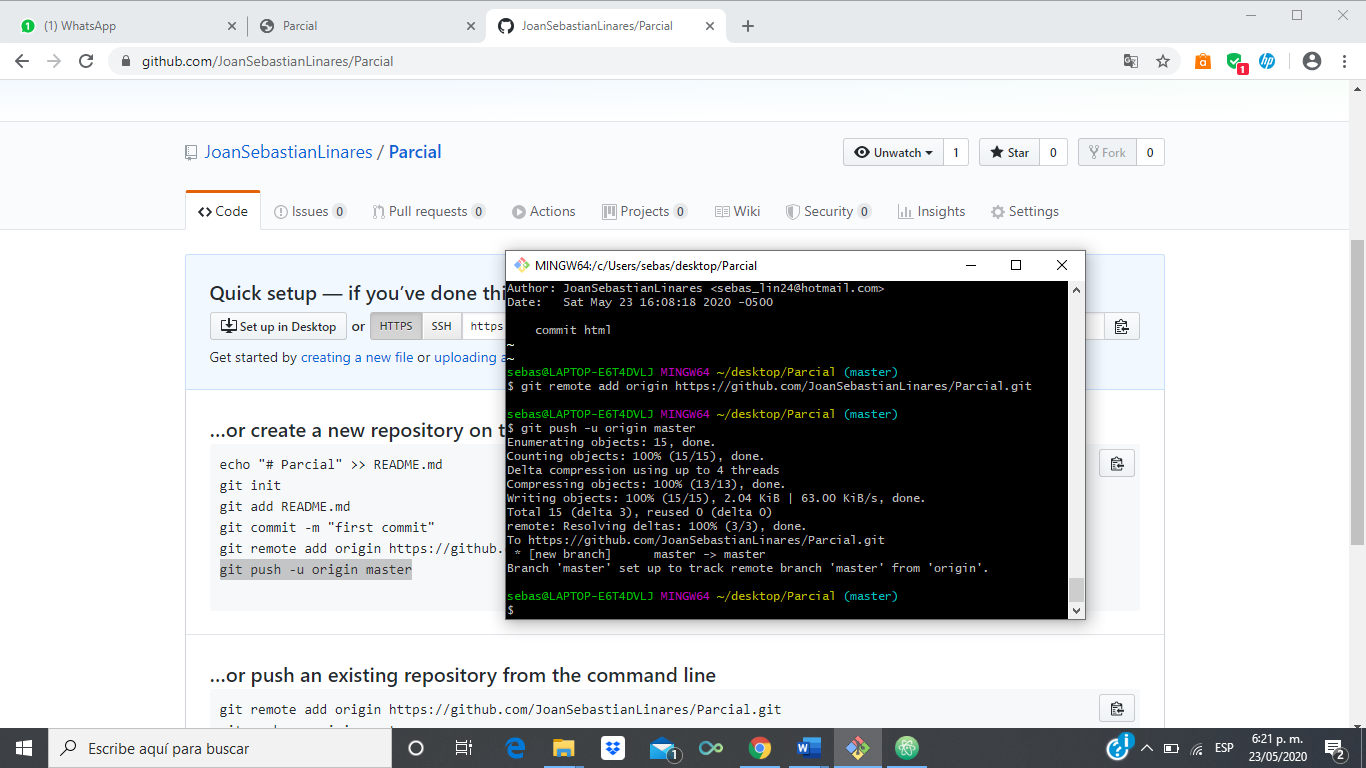 (1) WhatsApp
Parcial
JoanSebastianLinares/Parcial
github.com/JoanSebastianLinares/Parcial
1
JoanSebastianLinares / Parcial
Unwatch 1
Star 0
Fork 0
Code
Issues 0
Pull requests 0
Actions
Projects 0
Wiki
Security 0
Insights
Settings
Quick setup — if you've done thi
Set up in Desktop or HTTPS SSH https
Get started by creating a new file or uploading a
...or create a new repository on t
echo "# Parcial" >> README.md
git init
git add README.md
git commit -m "first commit"
git remote add origin https://github.
git push -u origin master
...or push an existing repository from the command line
git remote add origin https://github.com/JoanSebastianLinares/Parcial.git
MINGW64:/c/Users/sebas/desktop/Parcial
Author: JoanSebastianLinares <sebas_lin24@hotmail.com>
Date:   Sat May 23 16:08:18 2020 -0500
commit html
~
~
sebas@LAPTOP-E6T4DVLJ MINGW64 ~/desktop/Parcial (master)
$ git remote add origin https://github.com/JoanSebastianLinares/Parcial.git
sebas@LAPTOP-E6T4DVLJ MINGW64 ~/desktop/Parcial (master)
$ git push -u origin master
Enumerating objects: 15, done.
Counting objects: 100% (15/15), done.
Delta compression using up to 4 threads
Compressing objects: 100% (13/13), done.
Writing objects: 100% (15/15), 2.04 KiB | 63.00 KiB/s, done.
Total 15 (delta 3), reused 0 (delta 0)
remote: Resolving deltas: 100% (3/3), done.
To https://github.com/JoanSebastianLinares/Parcial.git
* [new branch]      master -> master
Branch 'master' set up to track remote branch 'master' from 'origin'.
sebas@LAPTOP-E6T4DVLJ MINGW64 ~/desktop/Parcial (master)
$
Escribe aquí para buscar
1
ESP
6:21 p. m.
23/05/2020
2